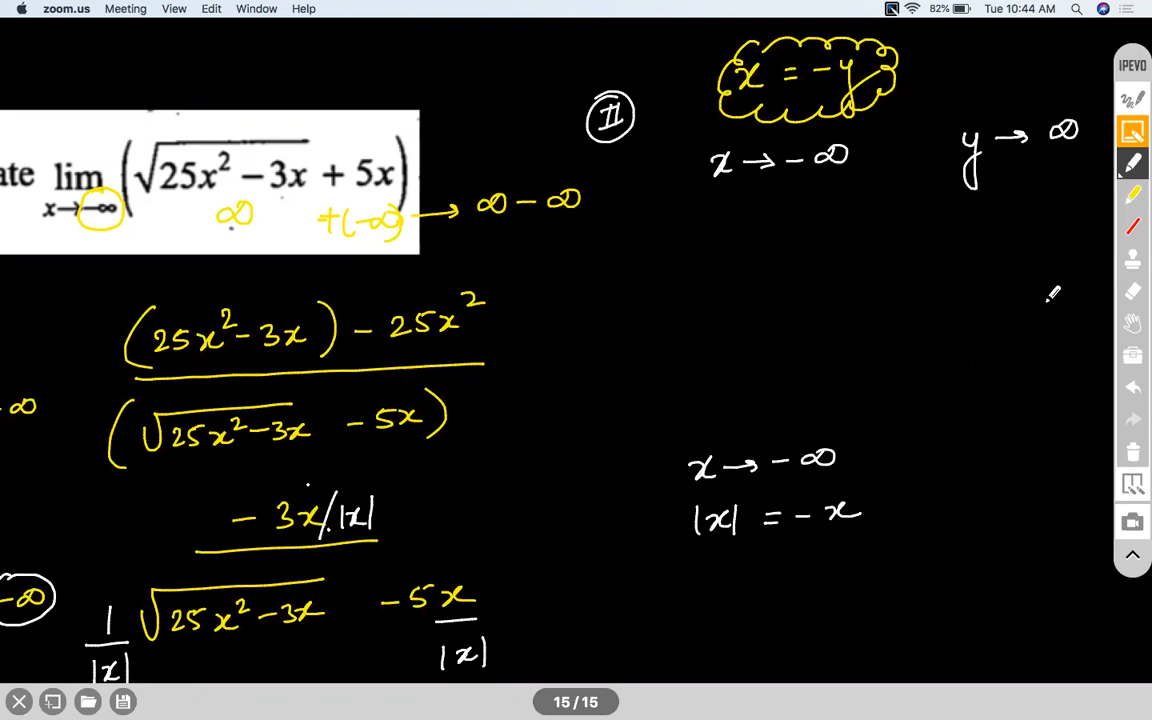 zoom.us Meeting View Edit Window Help 82% Tue 10:44 AM
IPEVO
x = -y
II
x → -∞ y → ∞
ate lim (√25x² − 3x + 5x)
x→−∞
∞ +(-∞) → ∞ - ∞
(25x² - 3x) - 25x²
(√25x² - 3x - 5x)
-∞
x → -∞
|x| = -x
- 3x/|x|
-∞
1 √25x² - 3x - 5x
|x| |x|
15 / 15